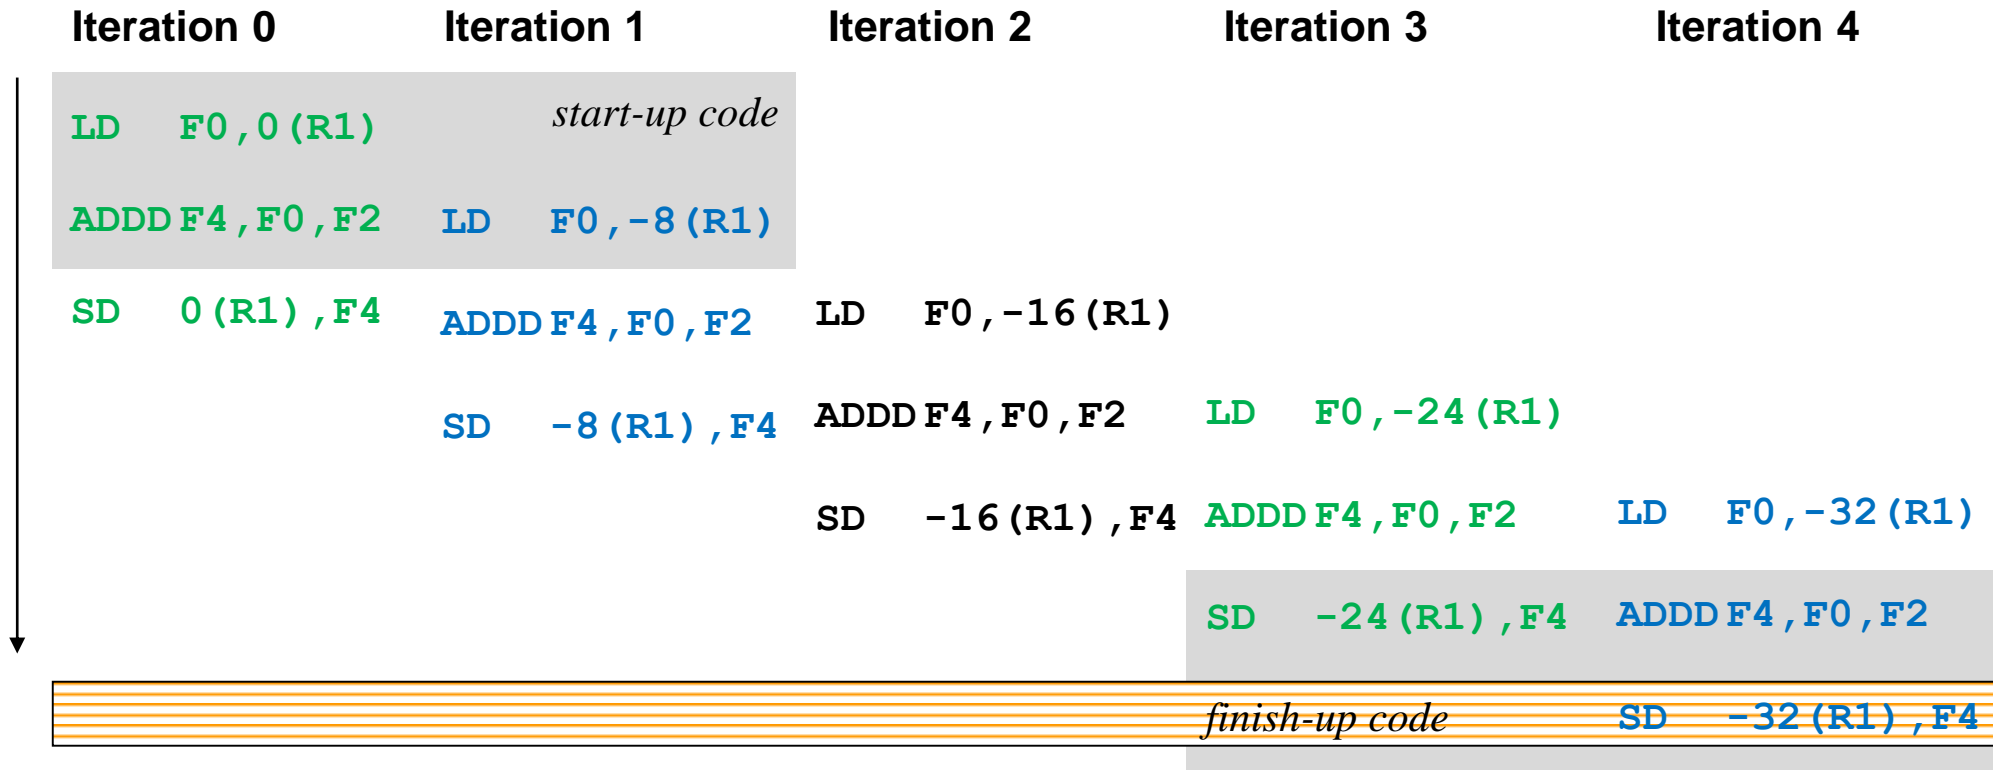 Iteration 0 Iteration 1 Iteration 2 Iteration 3 Iteration 4
LD F0,0(R1) start-up code
ADDD F4,F0,F2 LD F0,-8(R1)
SD 0(R1),F4 ADDD F4,F0,F2 LD F0,-16(R1)
SD -8(R1),F4 ADDD F4,F0,F2 LD F0,-24(R1)
SD -16(R1),F4 ADDD F4,F0,F2 LD F0,-32(R1)
SD -24(R1),F4 ADDD F4,F0,F2
finish-up code SD -32(R1),F4